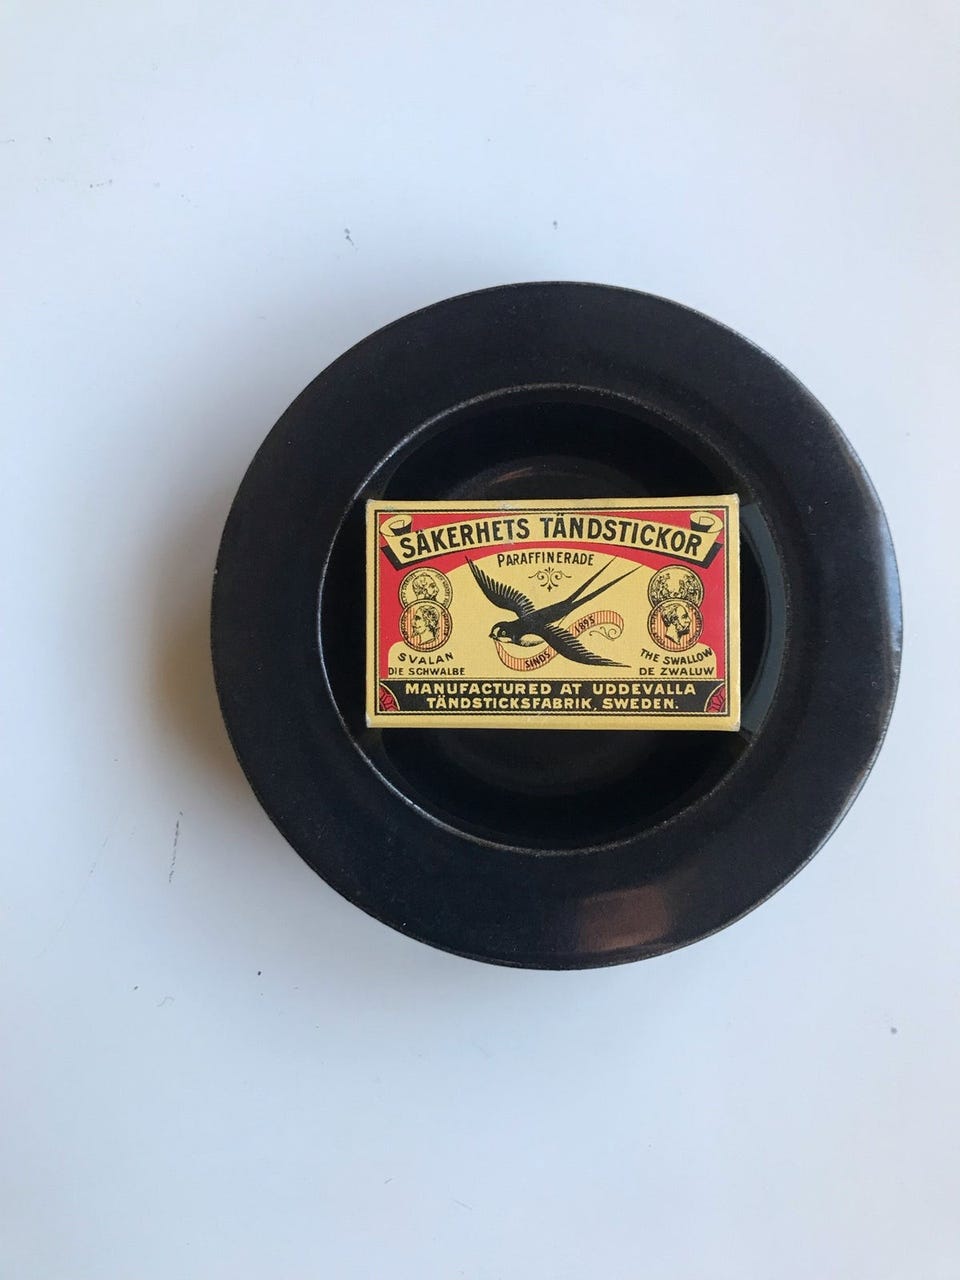 SÄKERHETS TÄNDSTICKOR
PARAFFINERADE
SINDS 1895
SVALAN
DIE SCHWALBE
THE SWALLOW
DE ZWALUW
MANUFACTURED AT UDDEVALLA
TÄNDSTICKSFABRIK, SWEDEN.